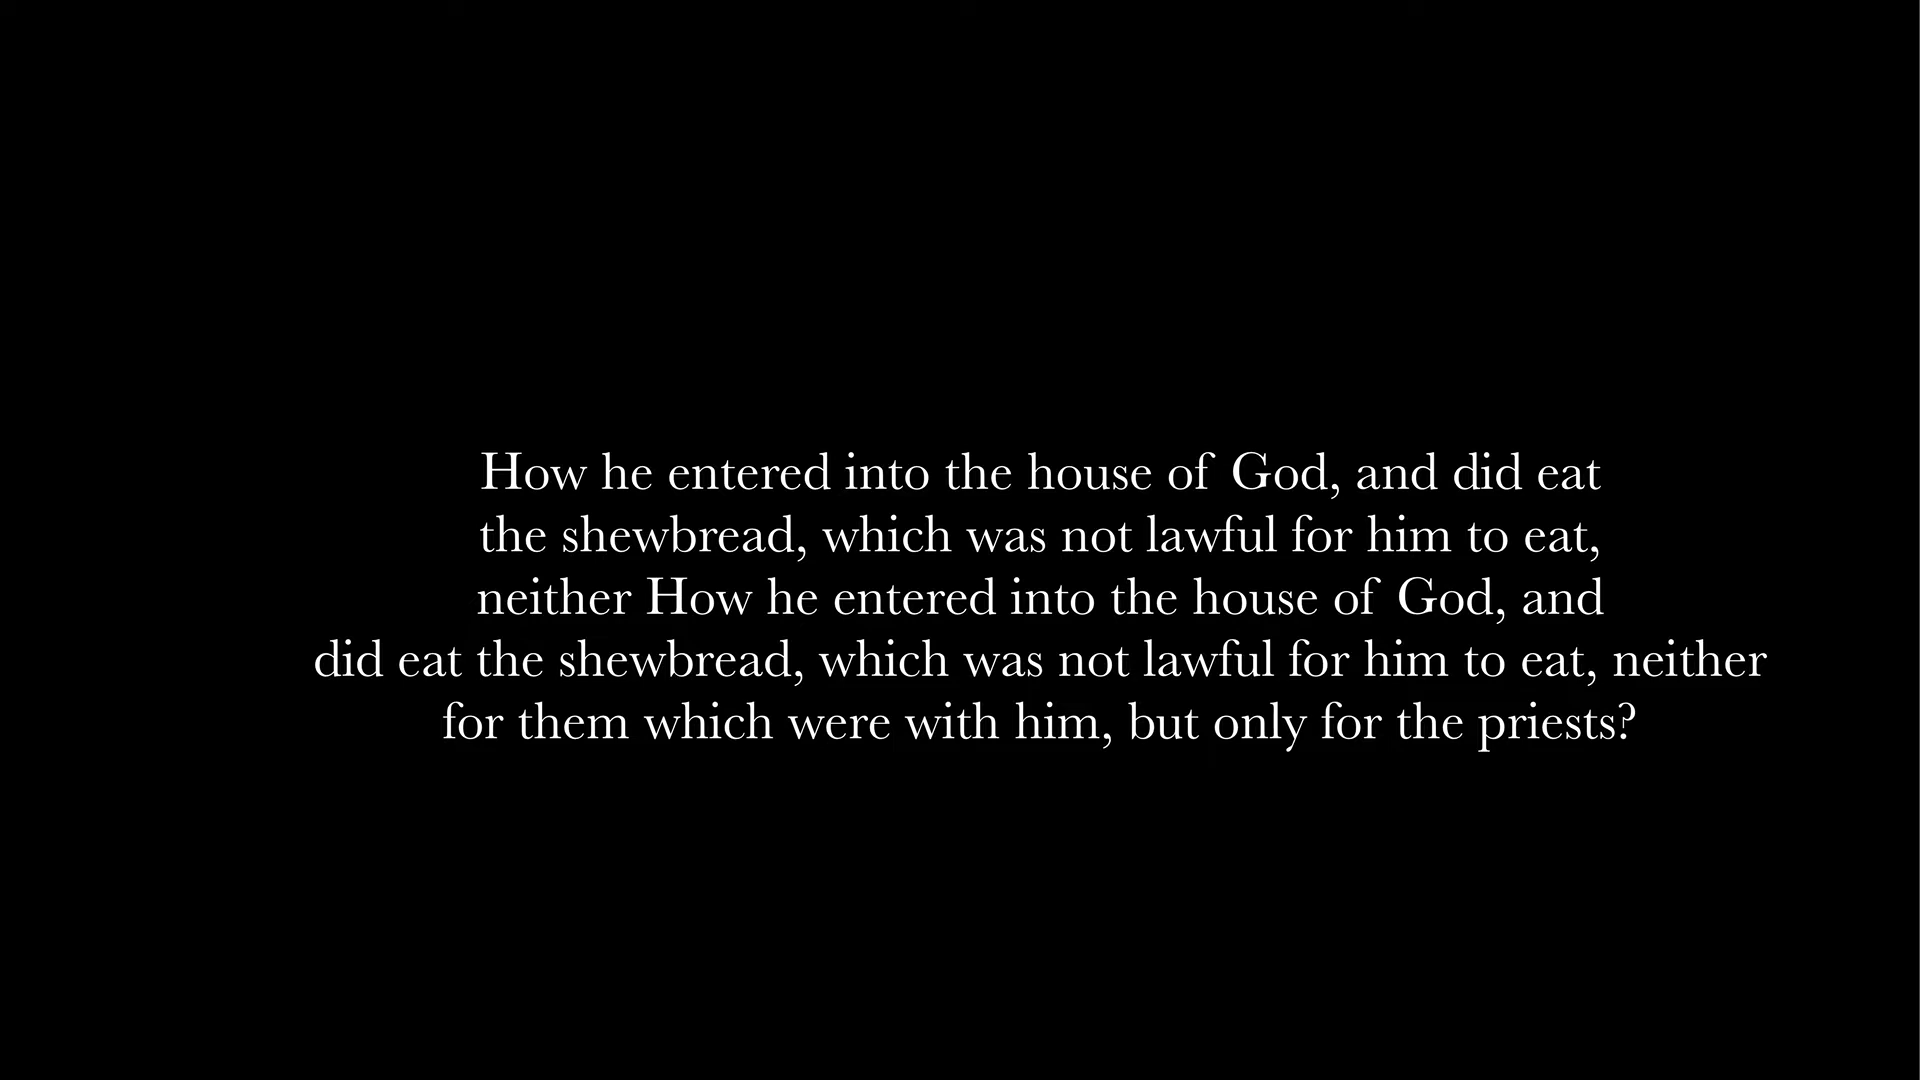 How he entered into the house of God, and did eat
the shewbread, which was not lawful for him to eat,
neither How he entered into the house of God, and
did eat the shewbread, which was not lawful for him to eat, neither
for them which were with him, but only for the priests?